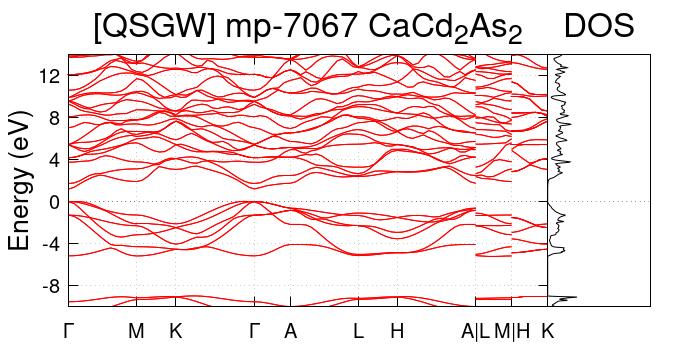 [QSGW] mp-7067 CaCd2As2 DOS
Energy (eV)
12
8
4
0
-4
-8
Γ M K Γ A L H A|L M|H K